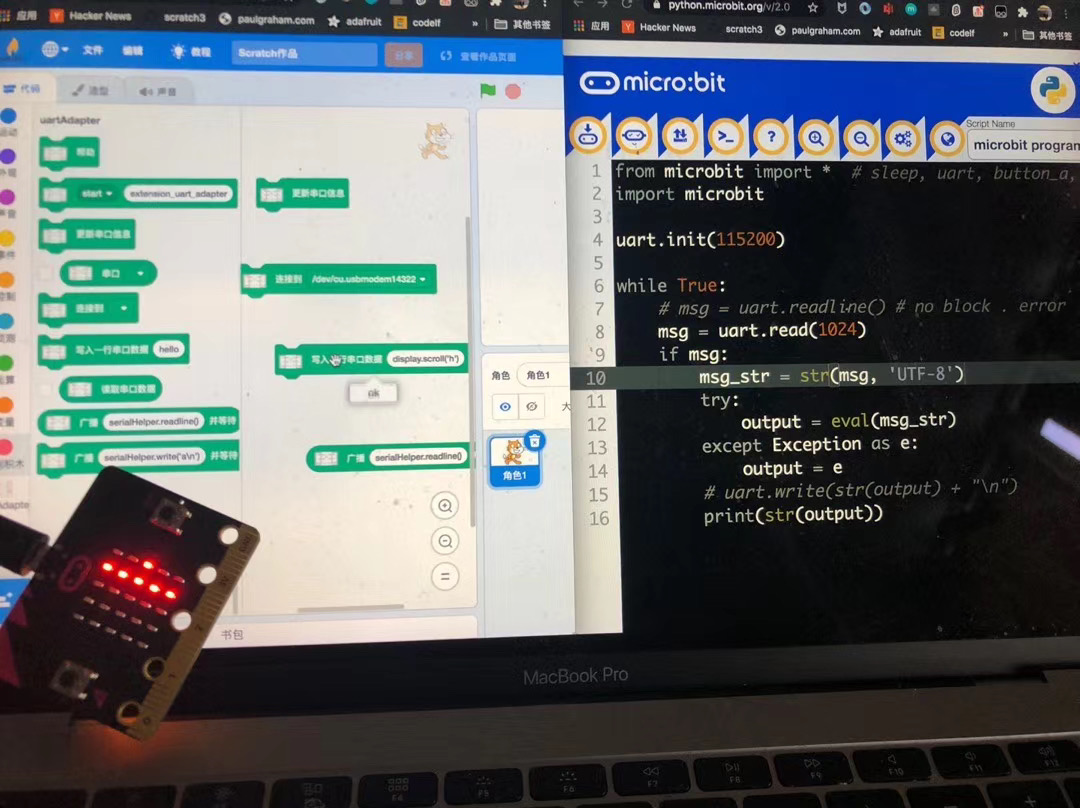 应用
Hacker News
scratch3
paulgraham.com
adafruit
codelf
»
其他书签
文件
编辑
教程
Scratch作品
分享
查看作品页面
代码
造型
声音
uartAdapter
start
extension_uart_adapter
更新串口信息
串口
连接到
写入一行串口数据
hello
读取串口数据
广播
serialHelper.readline()
并等待
广播
serialHelper.write('a\n')
并等待
更新串口信息
连接到
/dev/cu.usbmodem14322
写入一行串口数据
display.scroll('h')
ok
广播
serialHelper.readline()
角色
角色1
大
角色1
书包
python.microbit.org/v/2.0
应用
Hacker News
scratch3
paulgraham.com
adafruit
codelf
»
其他书签
micro:bit
Script Name
microbit program
1 from microbit import * # sleep, uart, button_a,
2 import microbit
3
4 uart.init(115200)
5
6 while True:
7 # msg = uart.readline() # no block . error
8 msg = uart.read(1024)
9 if msg:
10 msg_str = str(msg, 'UTF-8')
11 try:
12 output = eval(msg_str)
13 except Exception as e:
14 output = e
15 # uart.write(str(output) + "\n")
16 print(str(output))
MacBook Pro
F7
F8
F9
F10
F11
F12